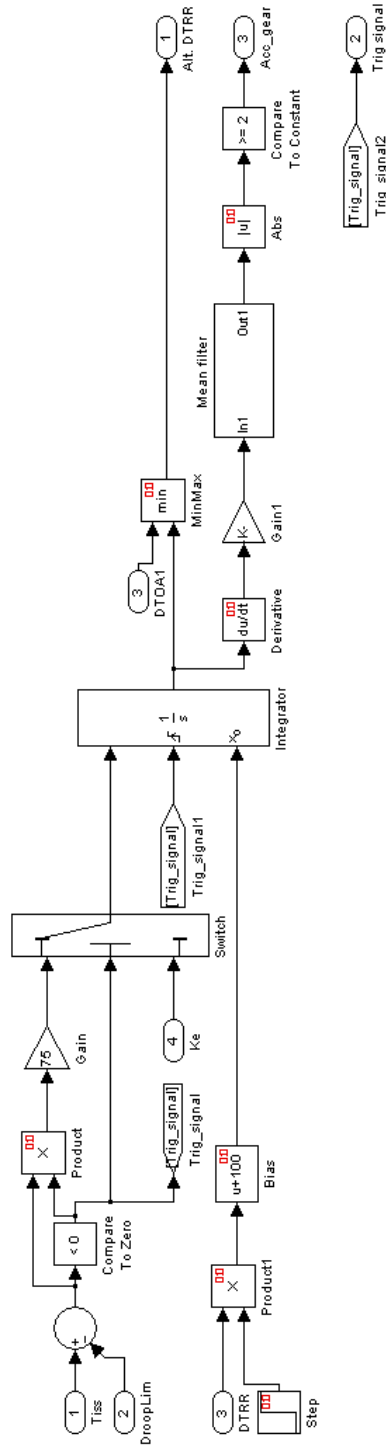 1
Tiss
2
DroopLim
+
-
< 0
Compare
To Zero
×
Product
75
Gain
[Trig_signal]
Trig_signal
4
Ke
Switch
3
DTRR
Step
×
Product1
u+100
Bias
[Trig_signal]
Trig_signal1
1
s
xo
Integrator
3
DTOA1
min
MinMax
1
Alt. DTRR
du/dt
Derivative
K-
Gain1
Mean filter
In1
Out1
|u|
Abs
>= 2
Compare
To Constant
3
Acc_gear
[Trig_signal]
Trig_signal2
2
Trig signal